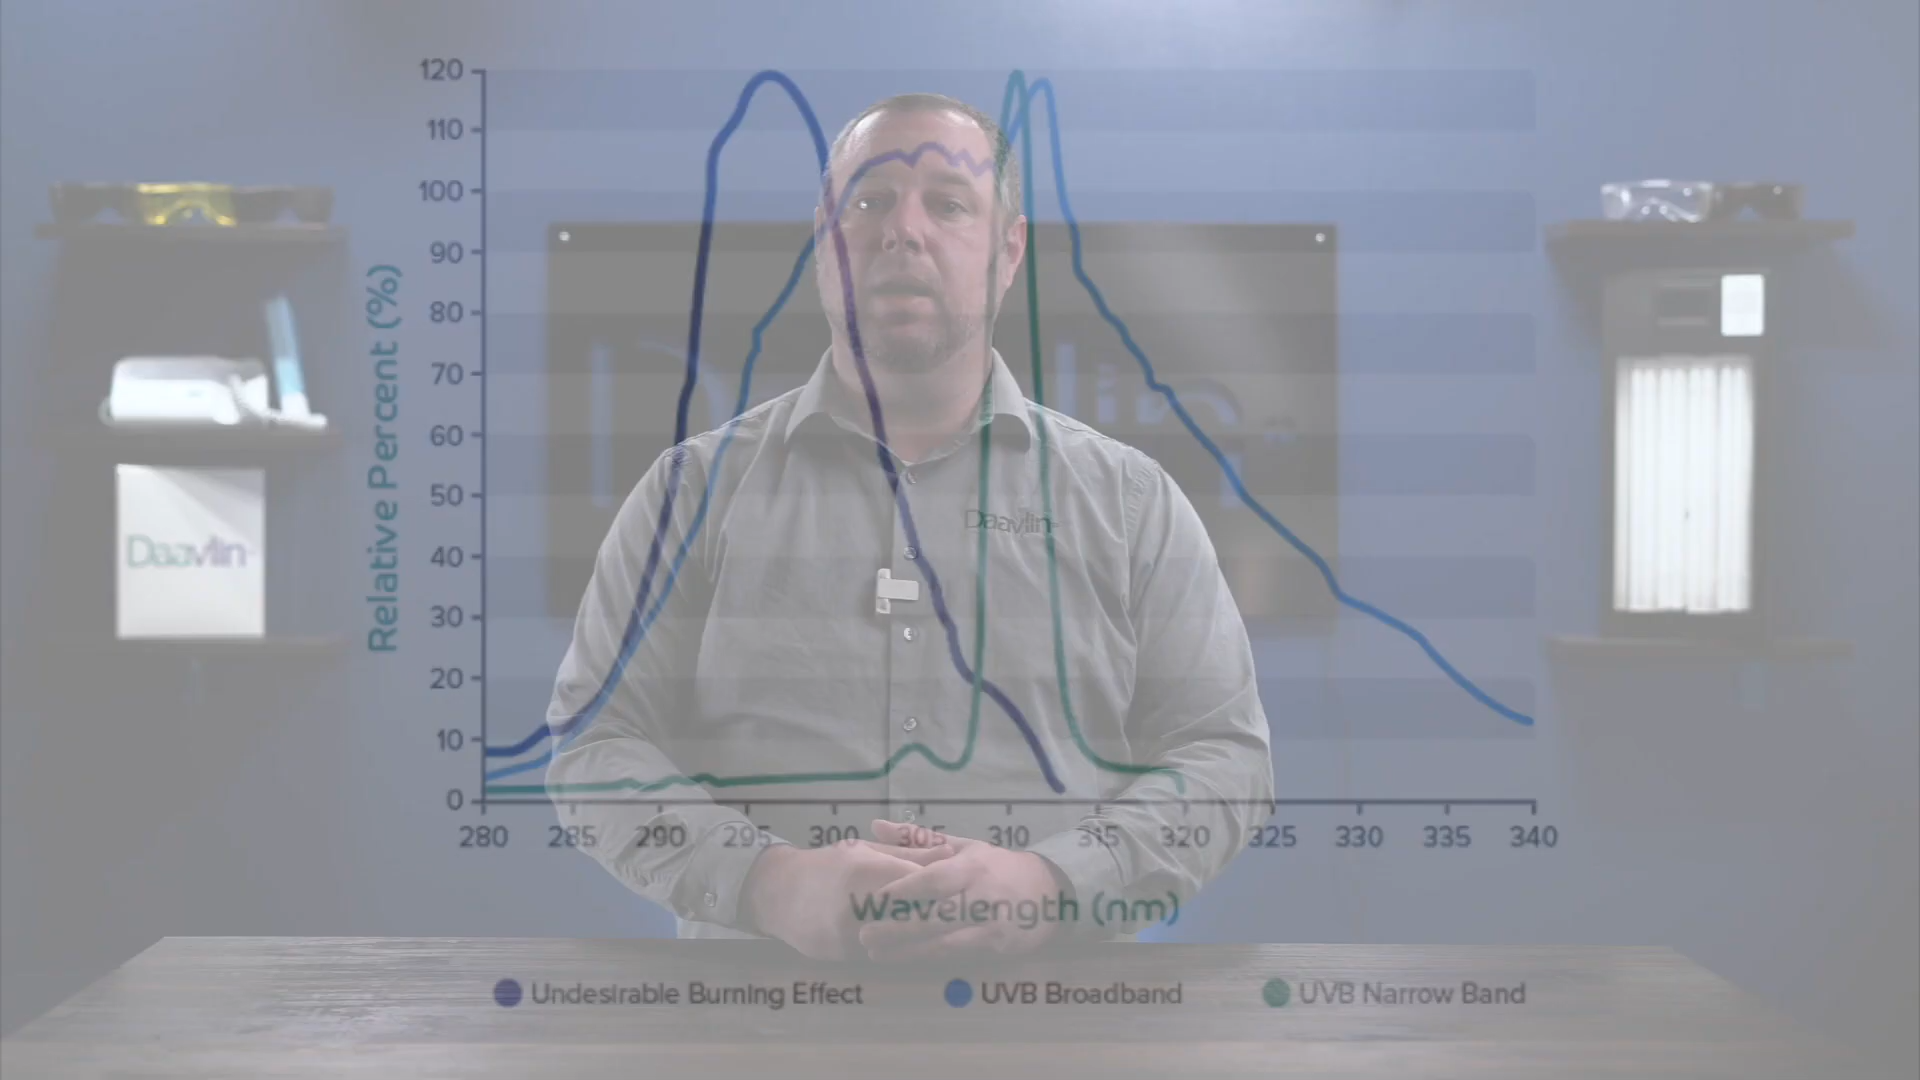 120
110
100
90
80
70
60
50
40
30
20
10
0
Relative Percent (%)
280 285 290 295 300 305 310 315 320 325 330 335 340
Wavelength (nm)
Undesirable Burning Effect UVB Broadband UVB Narrow Band
Daavlin
Daavlin